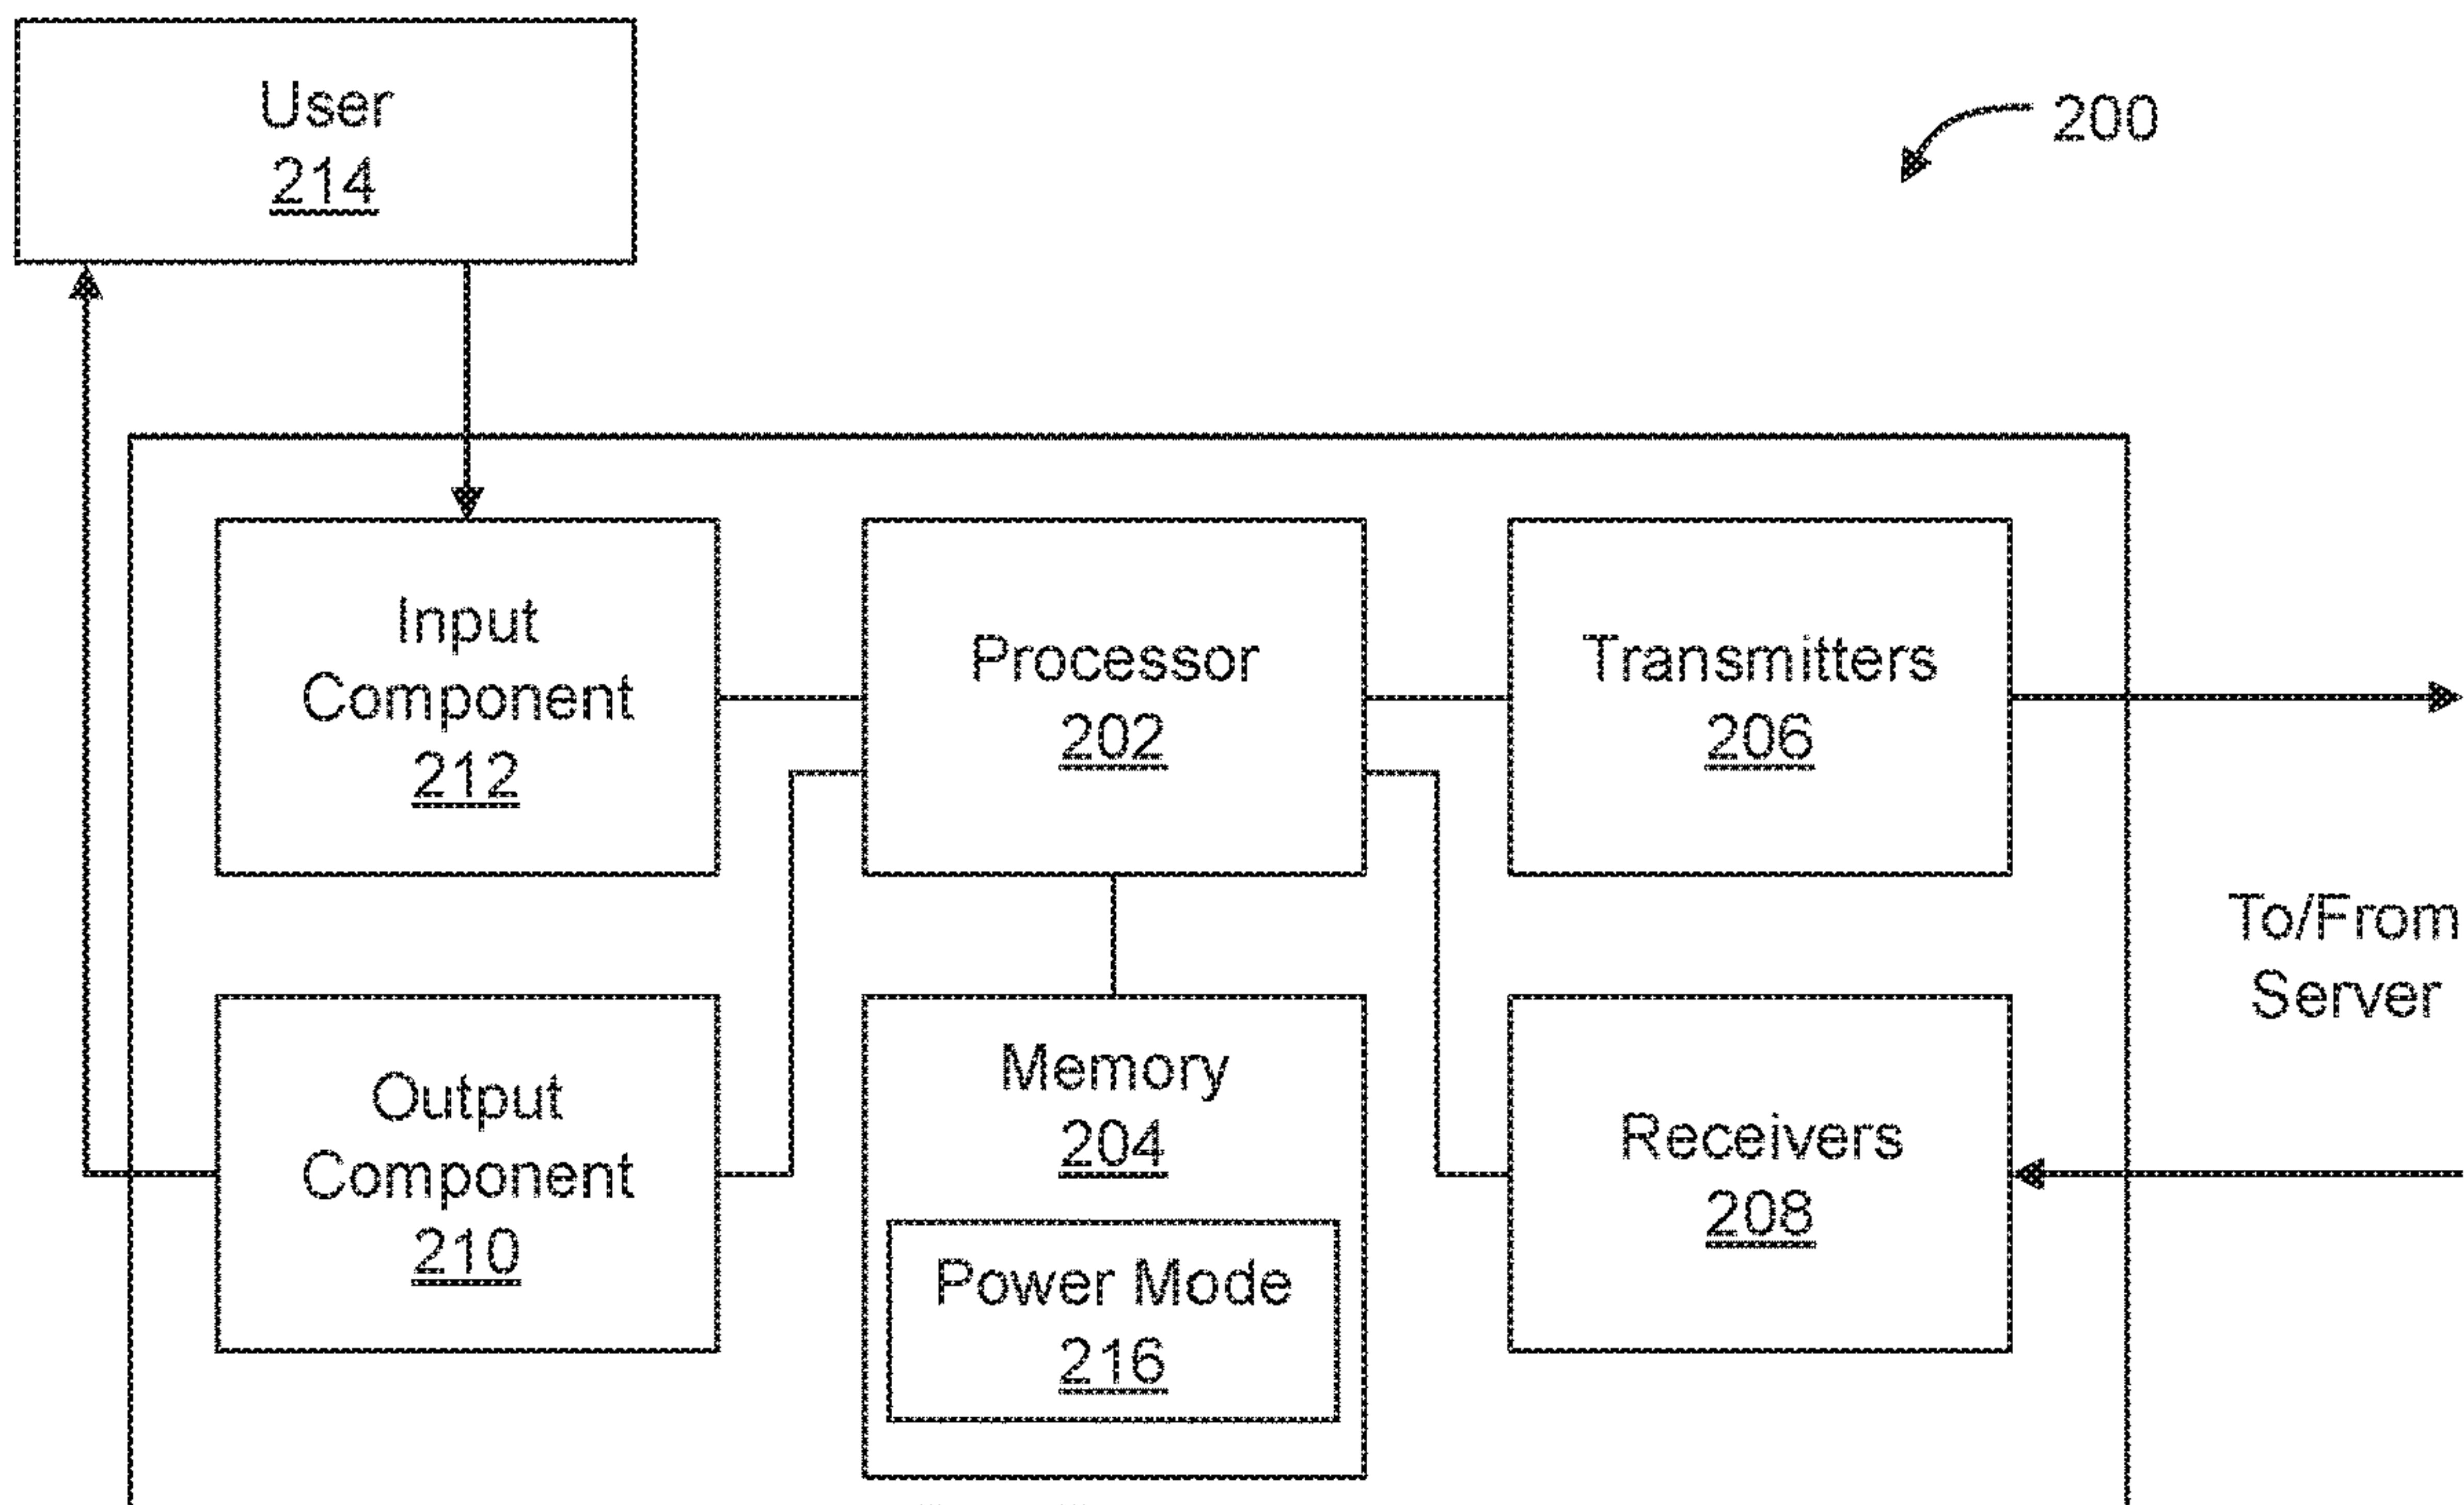 User
214
200
Input
Component
212
Processor
202
Transmitters
206
To/From
Server
Output
Component
210
Memory
204
Power Mode
216
Receivers
208